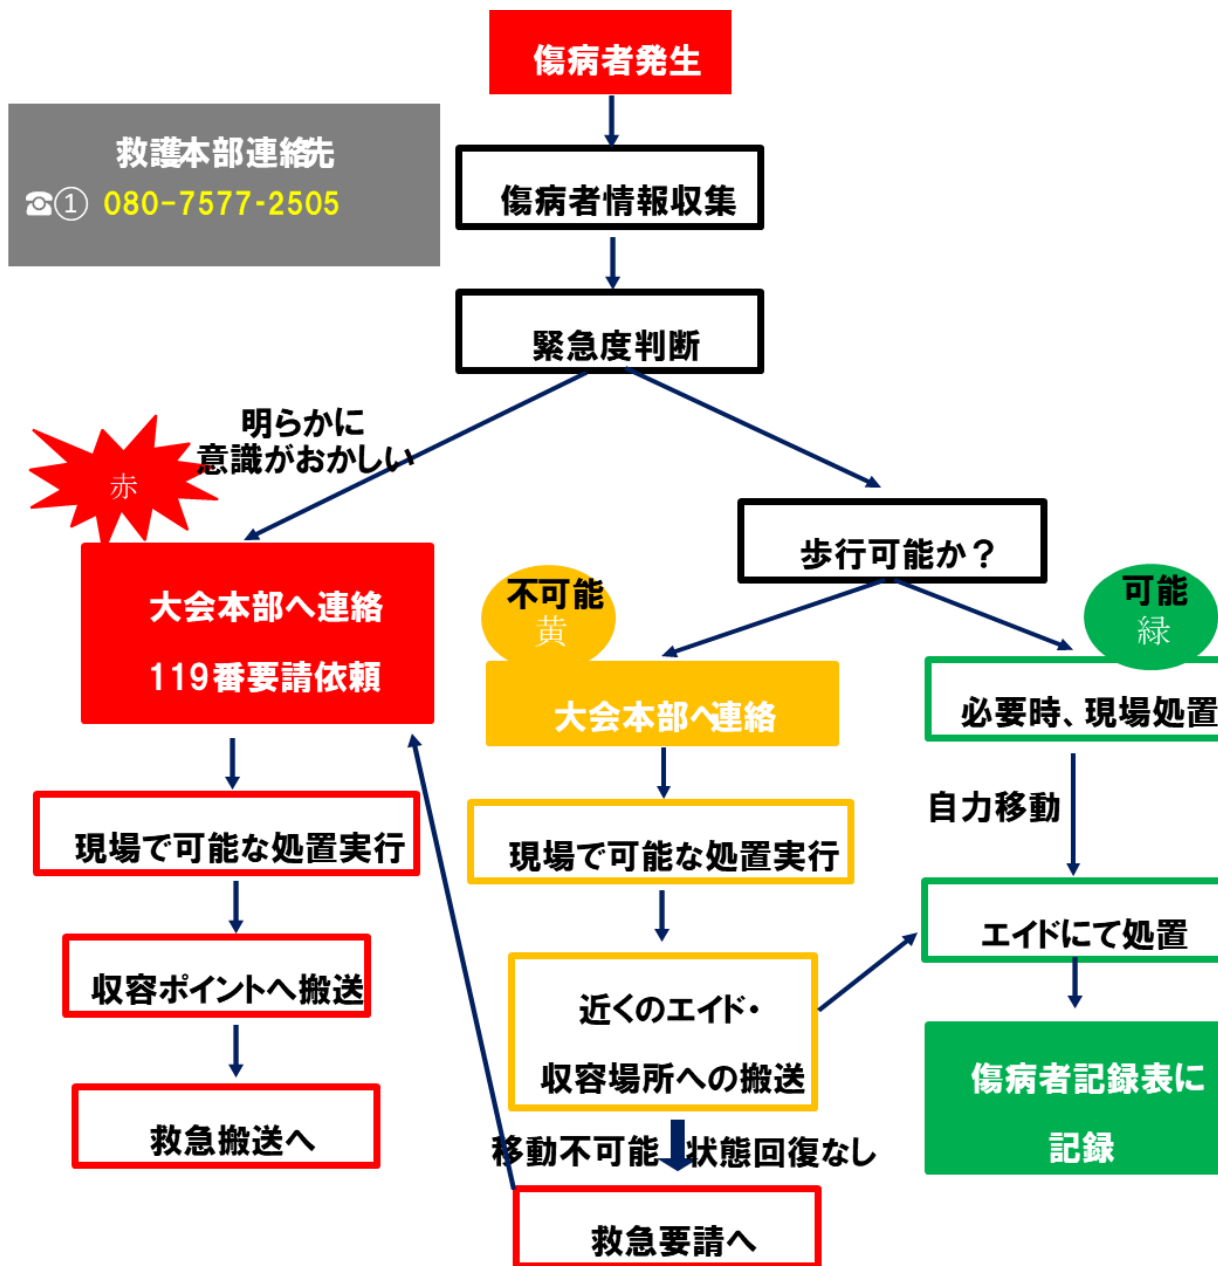 傷病者発生
救護本部連絡先
☎① 080-7577-2505
傷病者情報収集
緊急度判断
明らかに
意識がおかしい
赤
歩行可能か？
大会本部へ連絡
119番要請依頼
不可能
黄
可能
緑
大会本部へ連絡
必要時、現場処置
現場で可能な処置実行
現場で可能な処置実行
自力移動
収容ポイントへ搬送
近くのエイド・
収容場所への搬送
エイドにて処置
救急搬送へ
移動不可能
状態回復なし
傷病者記録表に
記録
救急要請へ